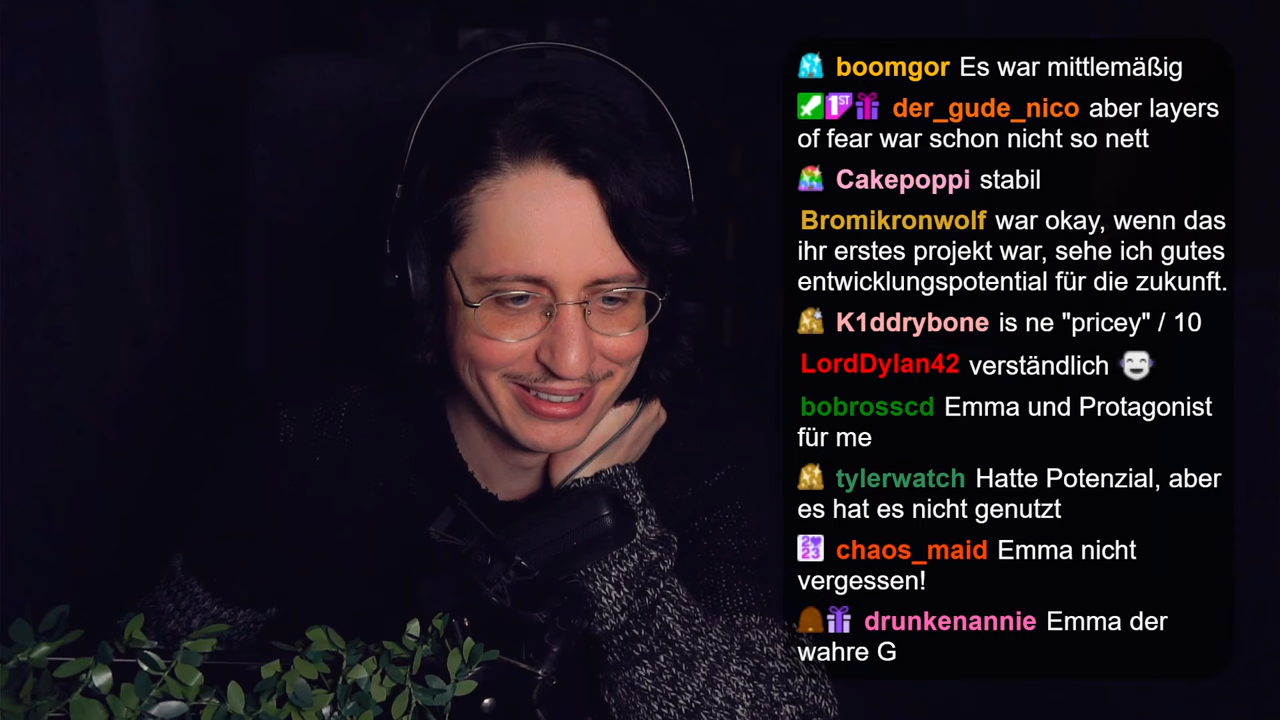 boomgor Es war mittlemäßig
1ST der_gude_nico aber layers
of fear war schon nicht so nett
Cakepoppi stabil
Bromikronwolf war okay, wenn das
ihr erstes projekt war, sehe ich gutes
entwicklungspotential für die zukunft.
K1ddrybone is ne "pricey" / 10
LordDylan42 verständlich
bobrosscd Emma und Protagonist
für me
tylerwatch Hatte Potenzial, aber
es hat es nicht genutzt
2023 chaos_maid Emma nicht
vergessen!
drunkenannie Emma der
wahre G